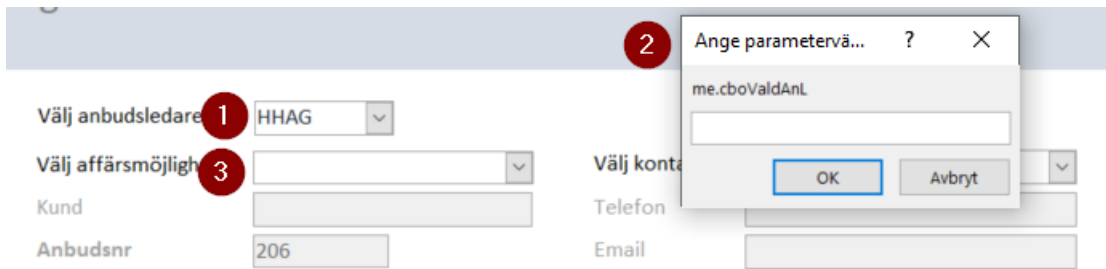 2
Ange parametervä... ? X
me.cboValdAnL
OK Avbryt
Välj anbudsledare 1 HHAG
Välj affärsmöjligh 3
Välj konta
Kund
Telefon
Anbudsnr 206
Email